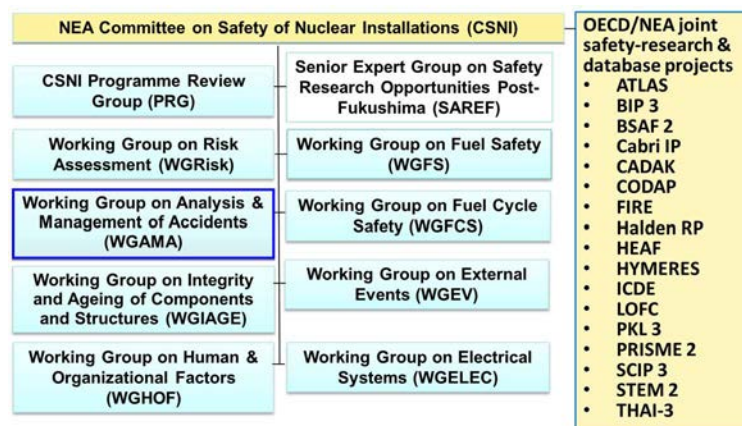 NEA Committee on Safety of Nuclear Installations (CSNI)
CSNI Programme Review
Group (PRG)
Senior Expert Group on Safety
Research Opportunities Post-
Fukushima (SAREF)
Working Group on Risk
Assessment (WGRisk)
Working Group on Fuel Safety
(WGFS)
Working Group on Analysis &
Management of Accidents
(WGAMA)
Working Group on Fuel Cycle
Safety (WGFCS)
Working Group on Integrity
and Ageing of Components
and Structures (WGIAGE)
Working Group on External
Events (WGEV)
Working Group on Human &
Organizational Factors
(WGHOF)
Working Group on Electrical
Systems (WGELEC)
OECD/NEA joint
safety-research &
database projects
• ATLAS
• BIP 3
• BSAF 2
• Cabri IP
• CADAK
• CODAP
• FIRE
• Halden RP
• HEAF
• HYMERES
• ICDE
• LOFC
• PKL 3
• PRISME 2
• SCIP 3
• STEM 2
• THAI-3